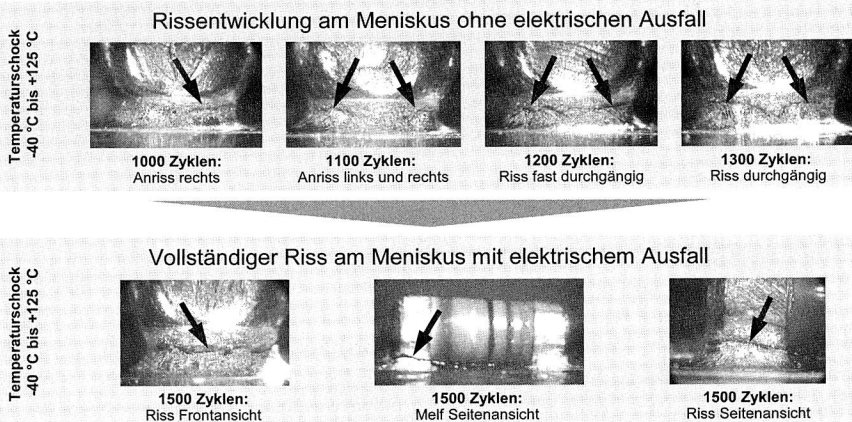 Rissentwicklung am Meniskus ohne elektrischen Ausfall
Temperaturschock
-40 °C bis +125 °C
1000 Zyklen:
Anriss rechts
1100 Zyklen:
Anriss links und rechts
1200 Zyklen:
Riss fast durchgängig
1300 Zyklen:
Riss durchgängig
Vollständiger Riss am Meniskus mit elektrischem Ausfall
Temperaturschock
-40 °C bis +125 °C
1500 Zyklen:
Riss Frontansicht
1500 Zyklen:
Melf Seitenansicht
1500 Zyklen:
Riss Seitenansicht